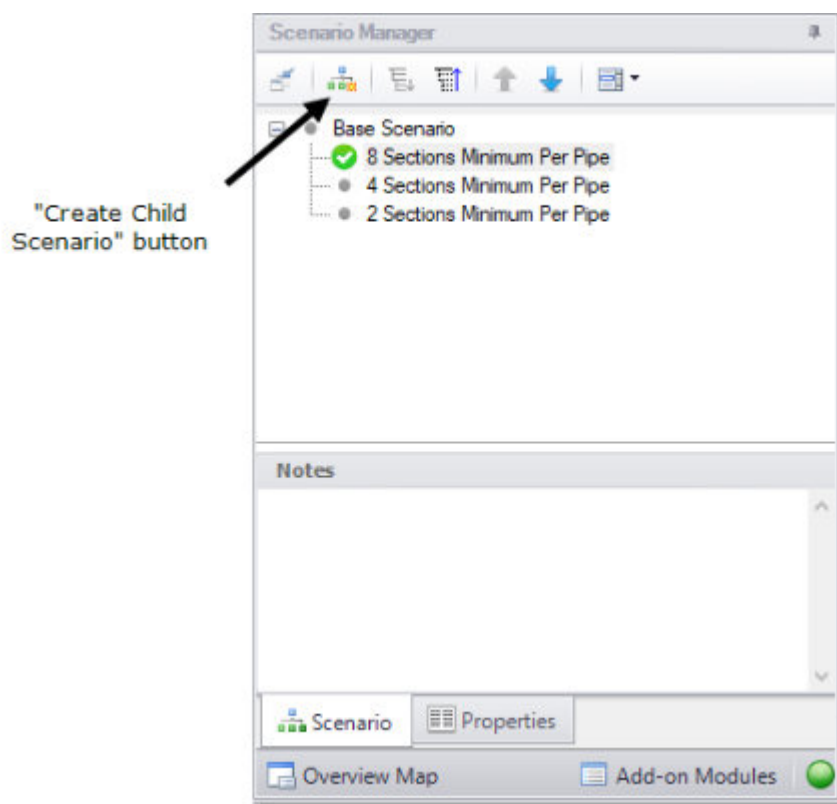 Scenario Manager
Base Scenario
8 Sections Minimum Per Pipe
4 Sections Minimum Per Pipe
2 Sections Minimum Per Pipe
"Create Child
Scenario" button
Notes
Scenario
Properties
Overview Map
Add-on Modules